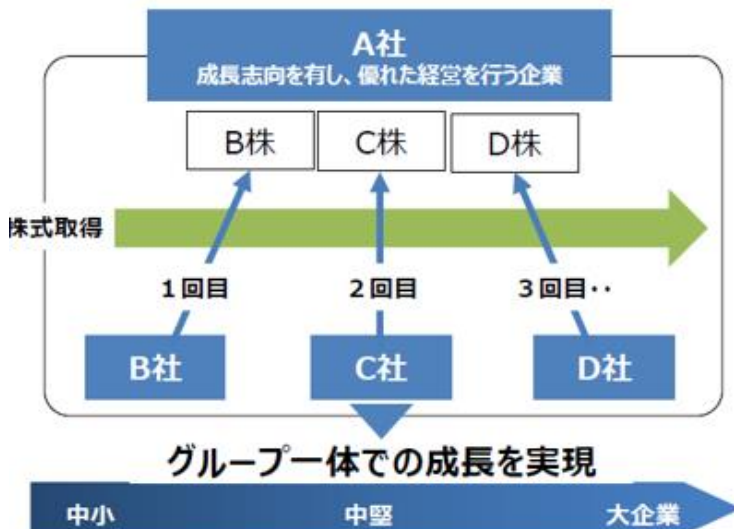 A社
成長志向を有し、優れた経営を行う企業
B株 C株 D株
株式取得
1回目 2回目 3回目‥
B社 C社 D社
グループ一体での成長を実現
中小 中堅 大企業